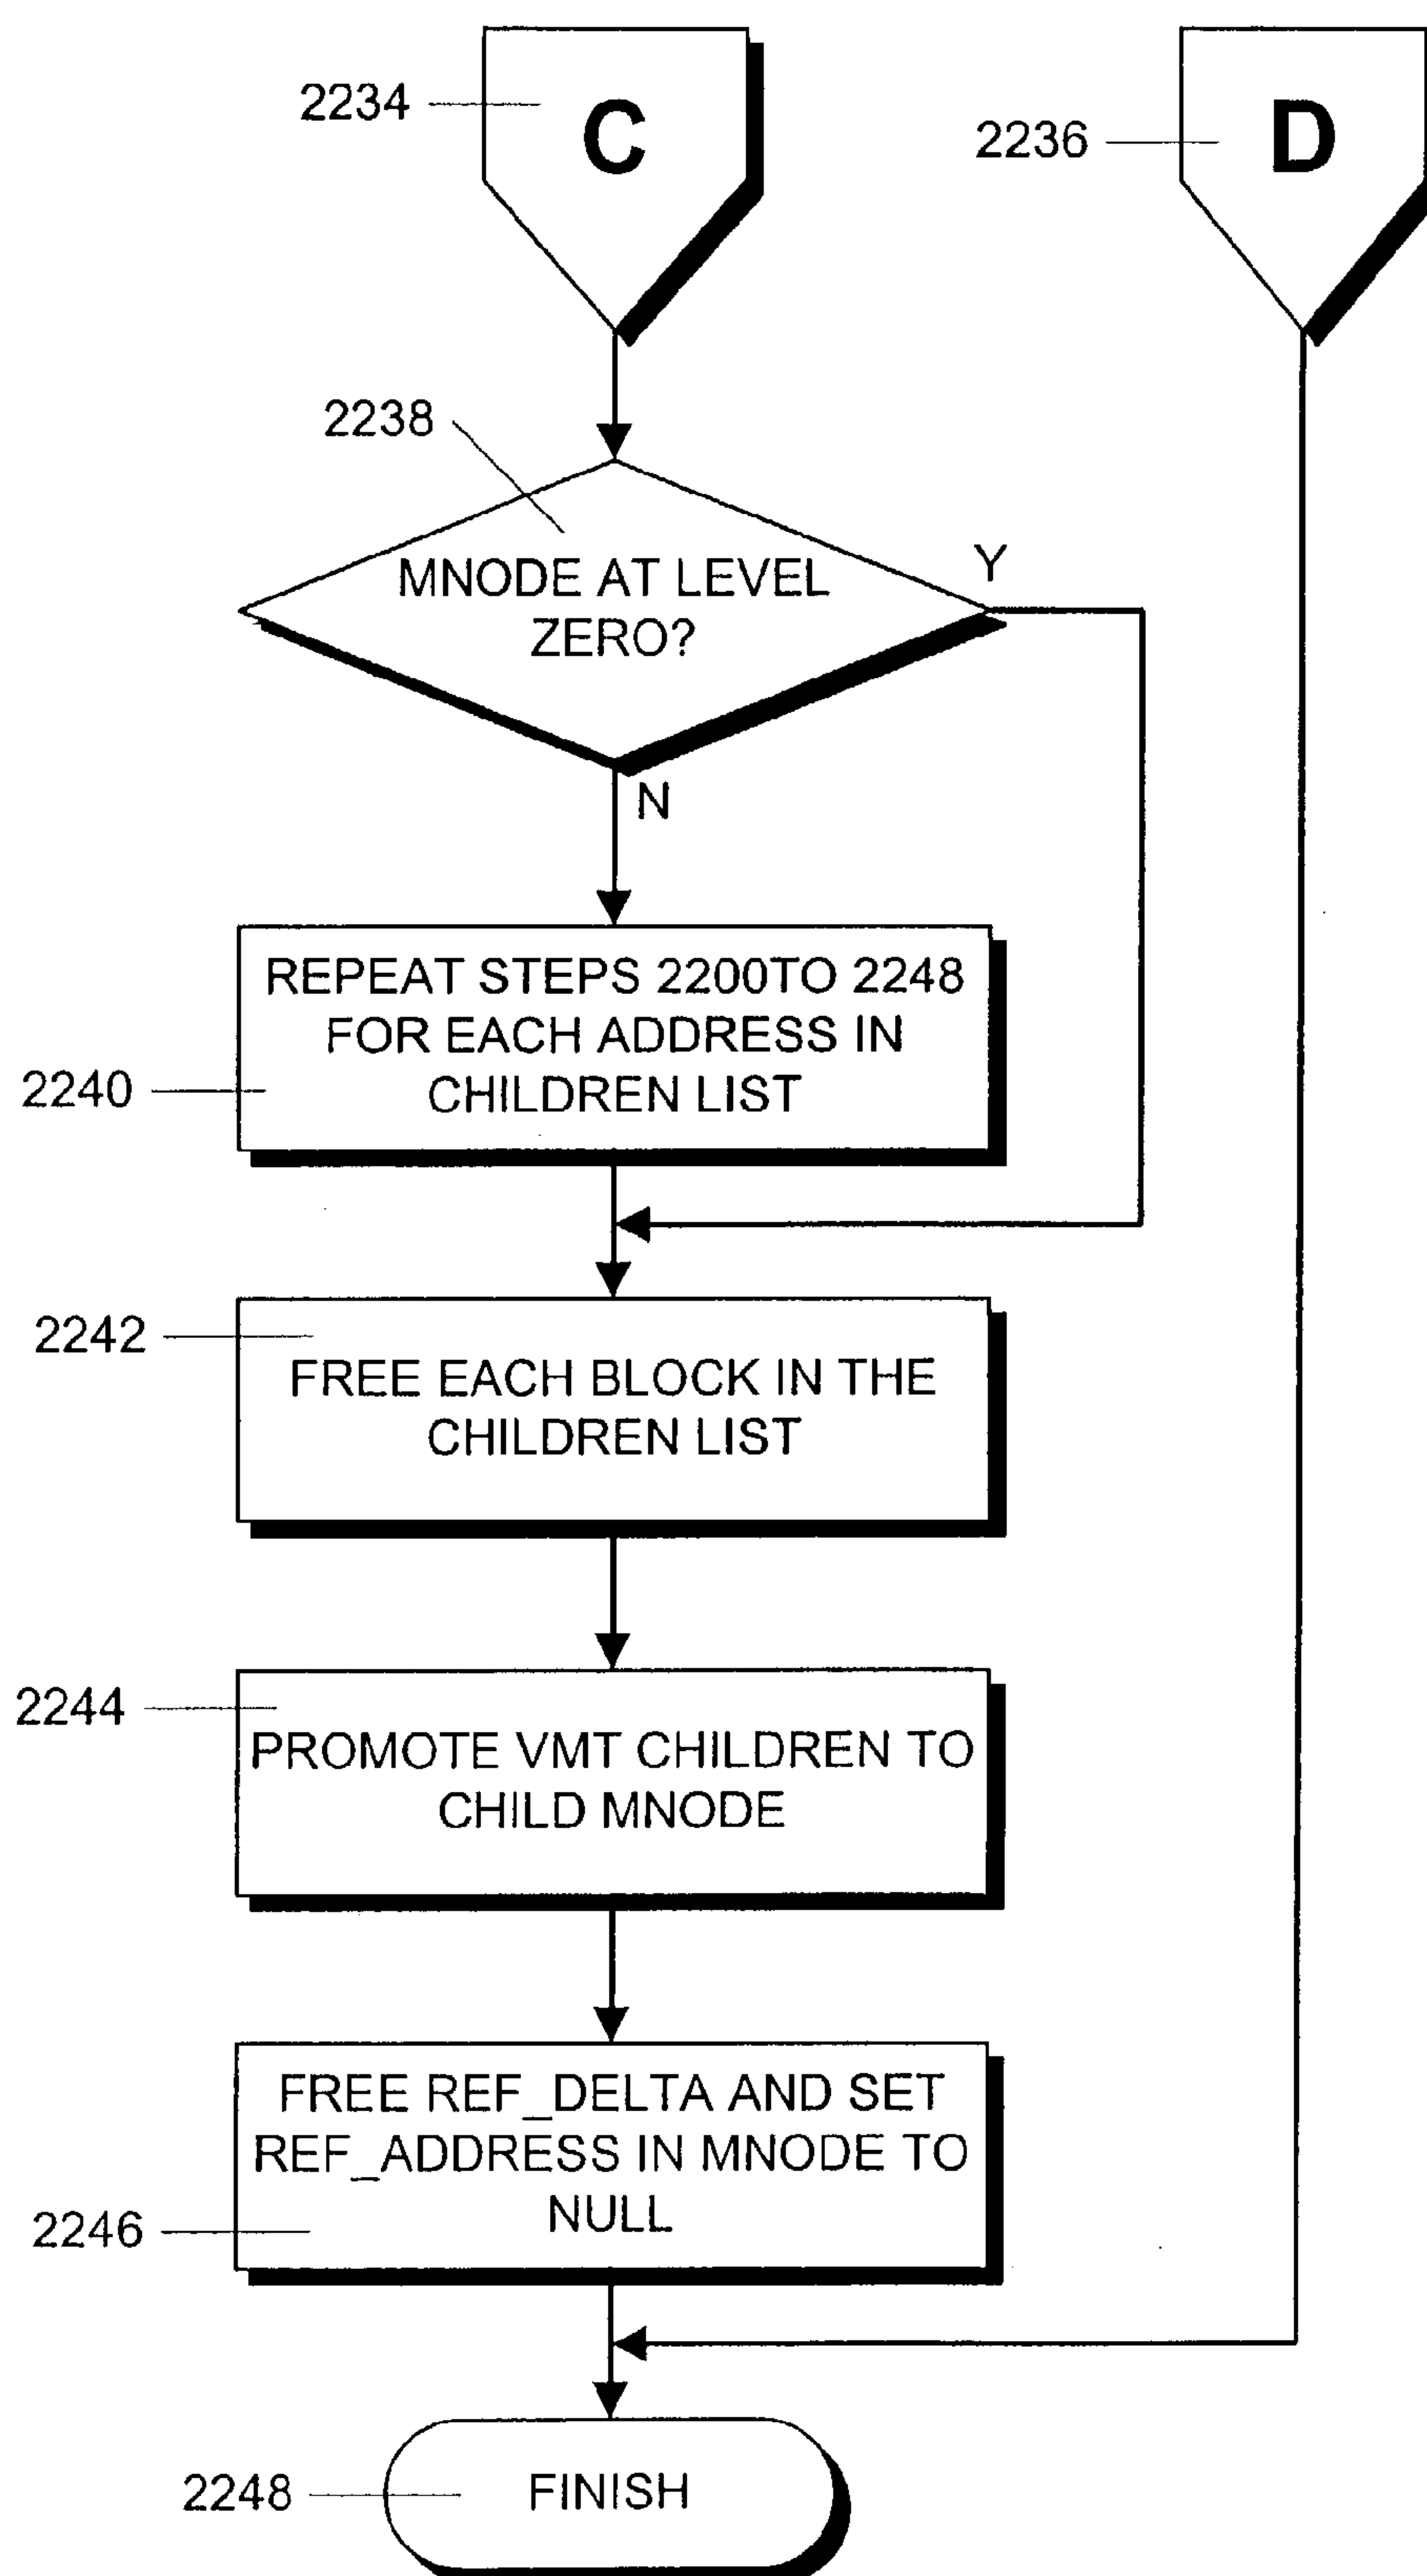 2234
C
2236
D
2238
MNODE AT LEVEL
ZERO?
Y
N
REPEAT STEPS 2200TO 2248
FOR EACH ADDRESS IN
CHILDREN LIST
2240
2242
FREE EACH BLOCK IN THE
CHILDREN LIST
2244
PROMOTE VMT CHILDREN TO
CHILD MNODE
FREE REF_DELTA AND SET
REF_ADDRESS IN MNODE TO
NULL
2246
2248
FINISH